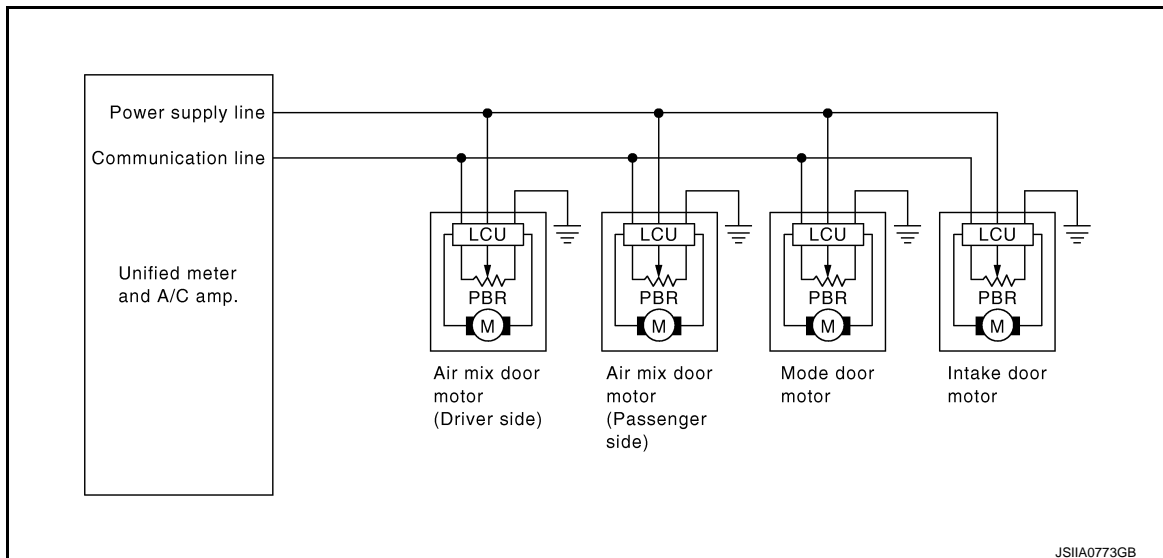 Power supply line
Communication line
Unified meter
and A/C amp.
LCU
PBR
M
Air mix door
motor
(Driver side)
LCU
PBR
M
Air mix door
motor
(Passenger
side)
LCU
PBR
M
Mode door
motor
LCU
PBR
M
Intake door
motor
JSIIA0773GB